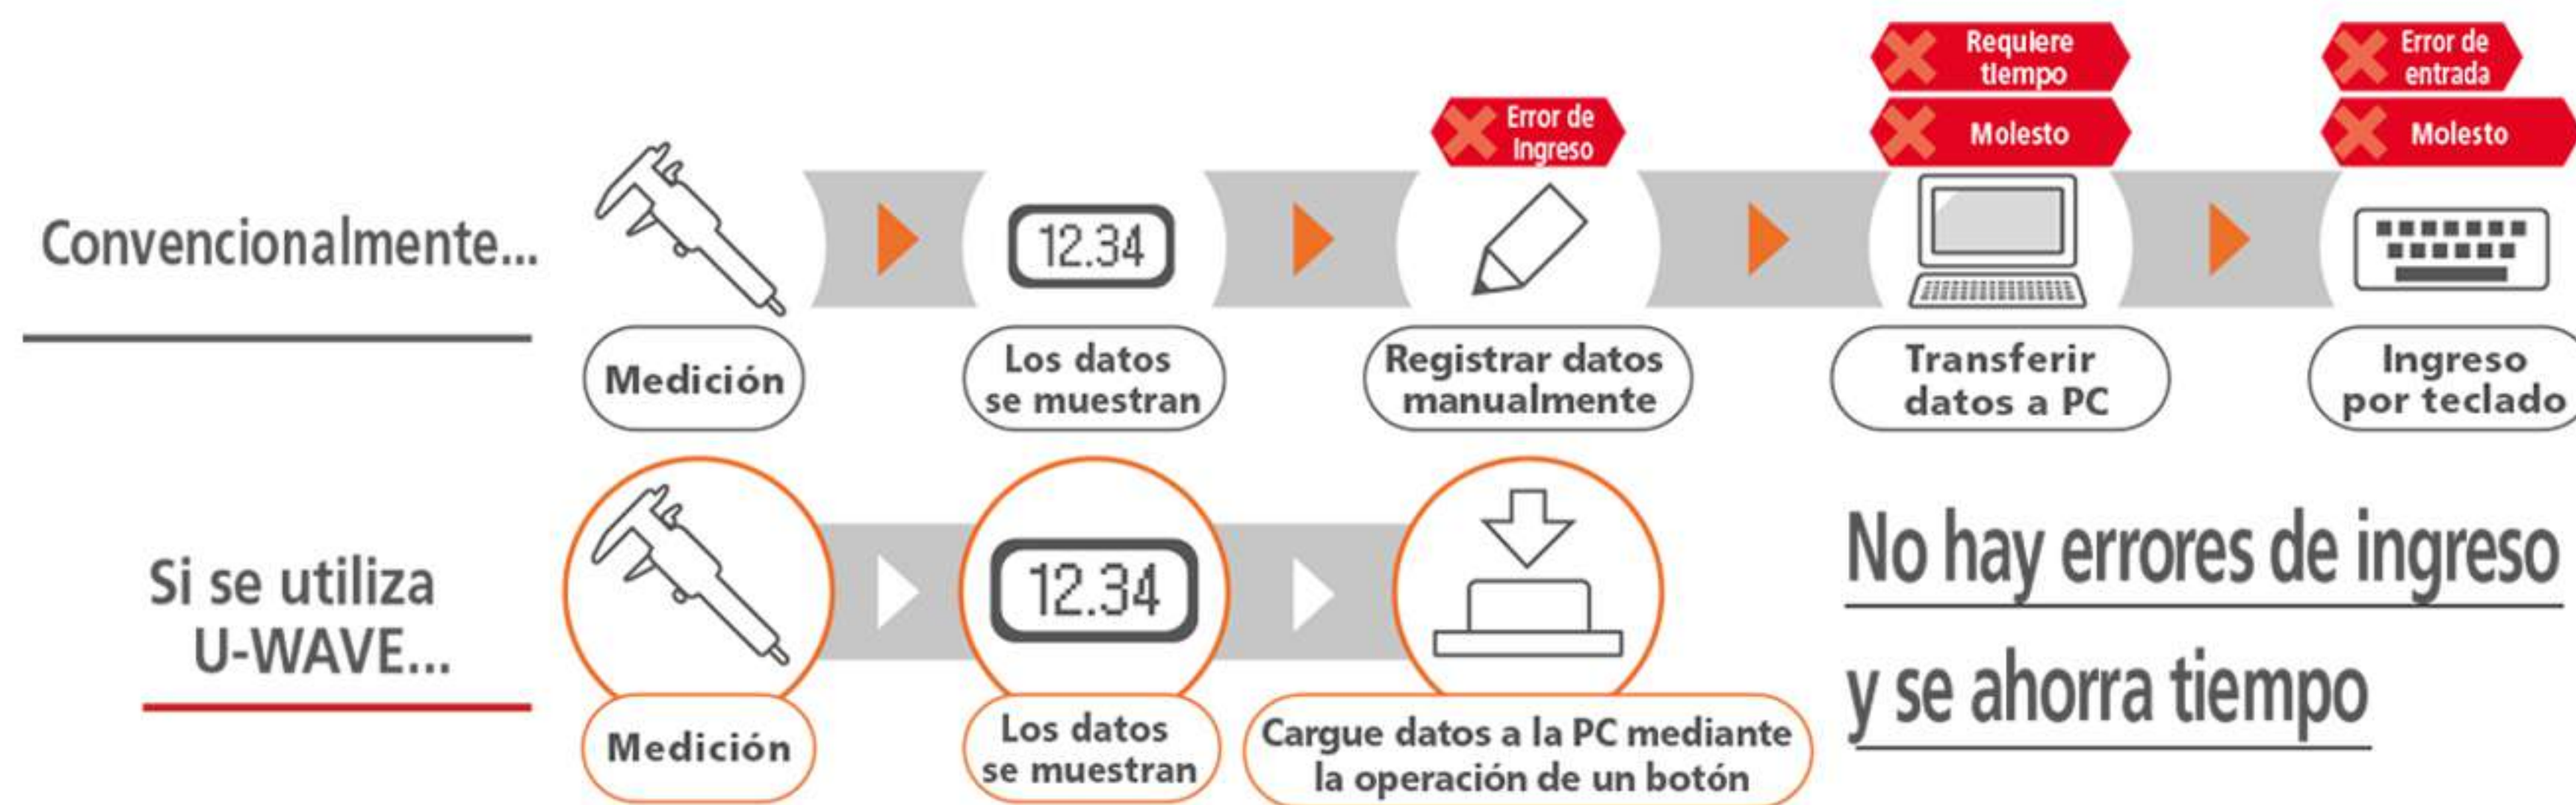 Requiere
tiempo
Error de
entrada
Error de
Ingreso
Molesto
Molesto
Convencionalmente...
12.34
Medición
Los datos
se muestran
Registrar datos
manualmente
Transferir
datos a PC
Ingreso
por teclado
Si se utiliza
U-WAVE...
12.34
No hay errores de ingreso
y se ahorra tiempo
Medición
Los datos
se muestran
Cargue datos a la PC mediante
la operación de un botón